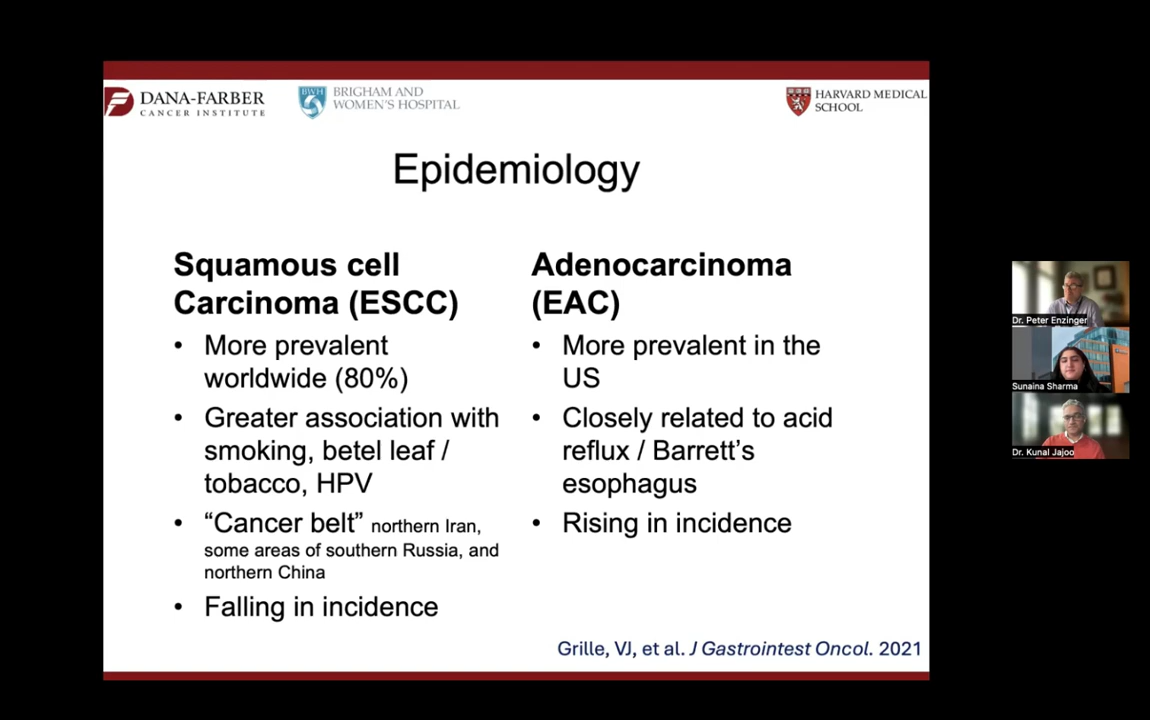 DANA-FARBER
CANCER INSTITUTE
BWH
BRIGHAM AND
WOMEN'S HOSPITAL
HARVARD MEDICAL
SCHOOL
Epidemiology
Squamous cell
Carcinoma (ESCC)
• More prevalent
worldwide (80%)
• Greater association with
smoking, betel leaf /
tobacco, HPV
• “Cancer belt” northern Iran,
some areas of southern Russia, and
northern China
• Falling in incidence
Adenocarcinoma
(EAC)
• More prevalent in the
US
• Closely related to acid
reflux / Barrett’s
esophagus
• Rising in incidence
Grille, VJ, et al. J Gastrointest Oncol. 2021
Dr. Peter Enzinger
Sunaina Sharma
Dr. Kunal Jajoo